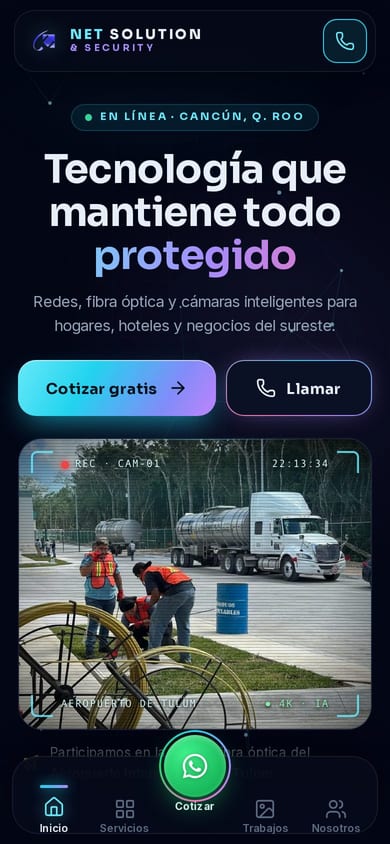 NET SOLUTION
& SECURITY
EN LÍNEA · CANCÚN, Q. ROO
Tecnología que
mantiene todo
protegido
Redes, fibra óptica y cámaras inteligentes para
hogares, hoteles y negocios del sureste.
Cotizar gratis →
Llamar
REC · CAM-01
22:13:34
AEROPUERTO DE TULUM
4K · IA
Participamos en la
óptica del
Cotizar
Inicio
Servicios
Trabajos
Nosotros